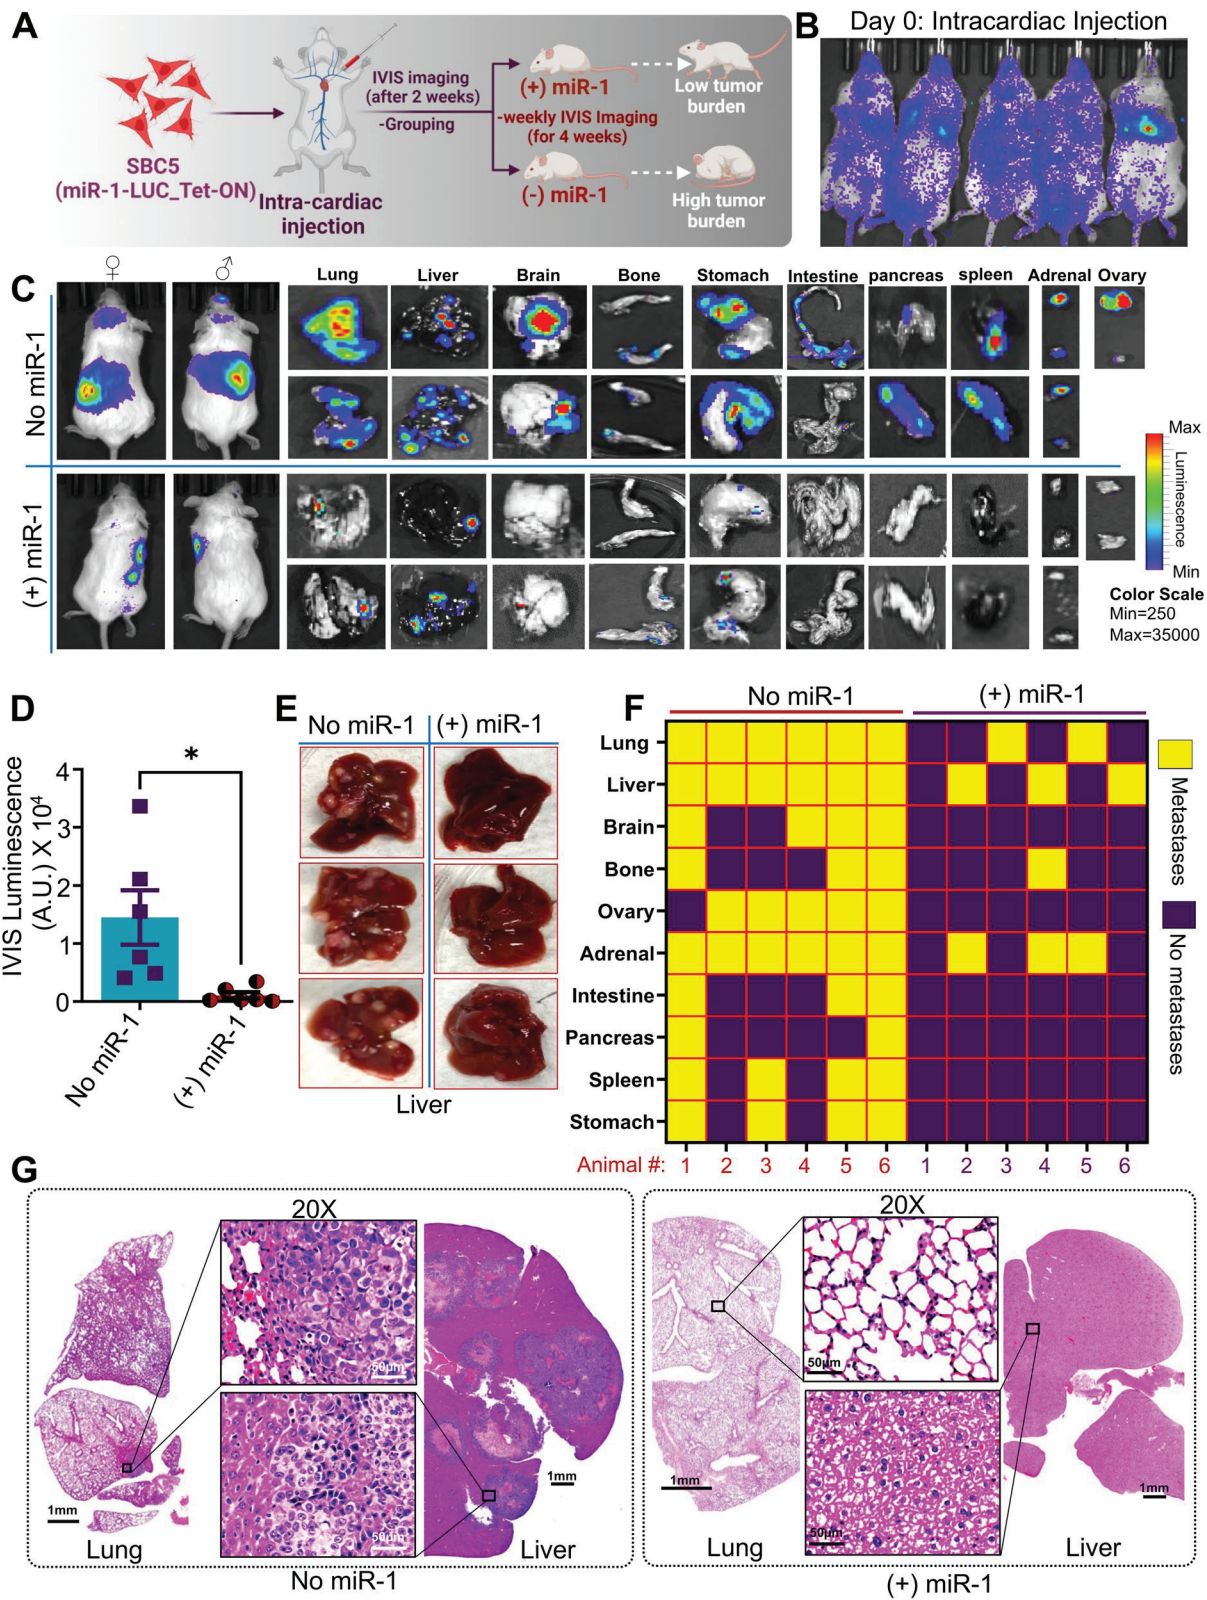 A
SBC5
(miR-1-LUC_Tet-ON)
Intra-cardiac
injection
IVIS imaging
(after 2 weeks)
-Grouping
(+) miR-1
-weekly IVIS Imaging
(for 4 weeks)
(-) miR-1
Low tumor
burden
High tumor
burden
B
Day 0: Intracardiac Injection
C
♀ ♂
Lung Liver Brain Bone Stomach Intestine pancreas spleen Adrenal Ovary
No miR-1
(+) miR-1
Max
Luminescence
Min
Color Scale
Min=250
Max=35000
D
IVIS Luminescence
(A.U.) X 10⁴
4
3
2
1
0
*
No miR-1
(+) miR-1
E
No miR-1 (+) miR-1
Liver
F
No miR-1 (+) miR-1
Lung
Liver
Brain
Bone
Ovary
Adrenal
Intestine
Pancreas
Spleen
Stomach
Animal #: 1 2 3 4 5 6 1 2 3 4 5 6
Metastases
No metastases
G
20X
50µm
50µm
1mm
1mm
Lung
Liver
No miR-1
20X
50µm
50µm
1mm
1mm
Lung
Liver
(+) miR-1